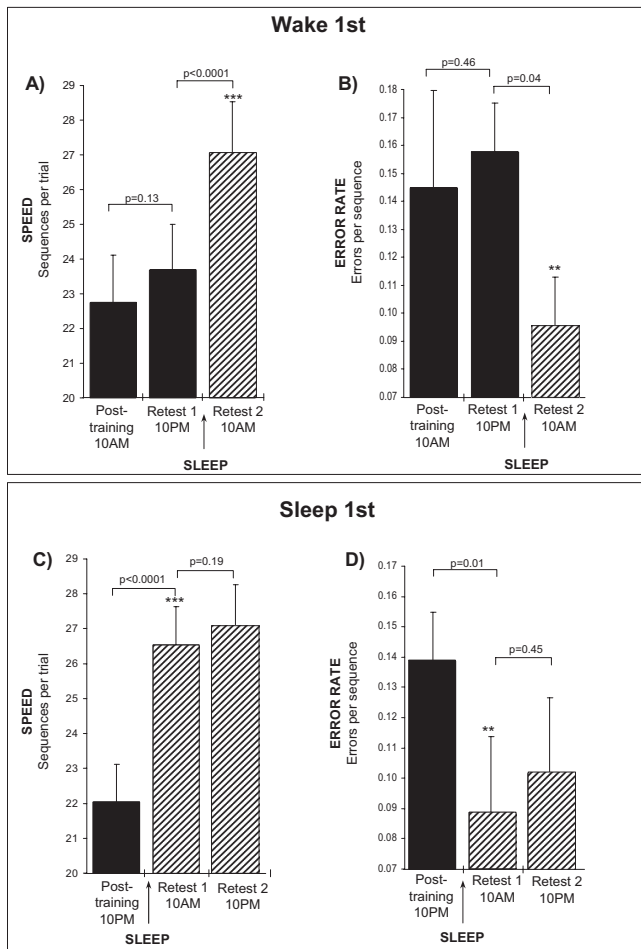 Wake 1st
A)
p<0.0001
***
p=0.13
SPEED
Sequences per trial
29
28
27
26
25
24
23
22
21
20
Post-
training
10AM
Retest 1
10PM
Retest 2
10AM
SLEEP
B)
p=0.46
p=0.04
**
ERROR RATE
Errors per sequence
0.18
0.17
0.16
0.15
0.14
0.13
0.12
0.11
0.10
0.09
0.08
0.07
Post-
training
10AM
Retest 1
10PM
Retest 2
10AM
SLEEP
Sleep 1st
C)
p<0.0001
p=0.19
***
SPEED
Sequences per trial
29
28
27
26
25
24
23
22
21
20
Post-
training
10PM
Retest 1
10AM
Retest 2
10PM
SLEEP
D)
p=0.01
p=0.45
**
ERROR RATE
Errors per sequence
0.17
0.16
0.15
0.14
0.13
0.12
0.11
0.10
0.09
0.08
0.07
Post-
training
10PM
Retest 1
10AM
Retest 2
10PM
SLEEP